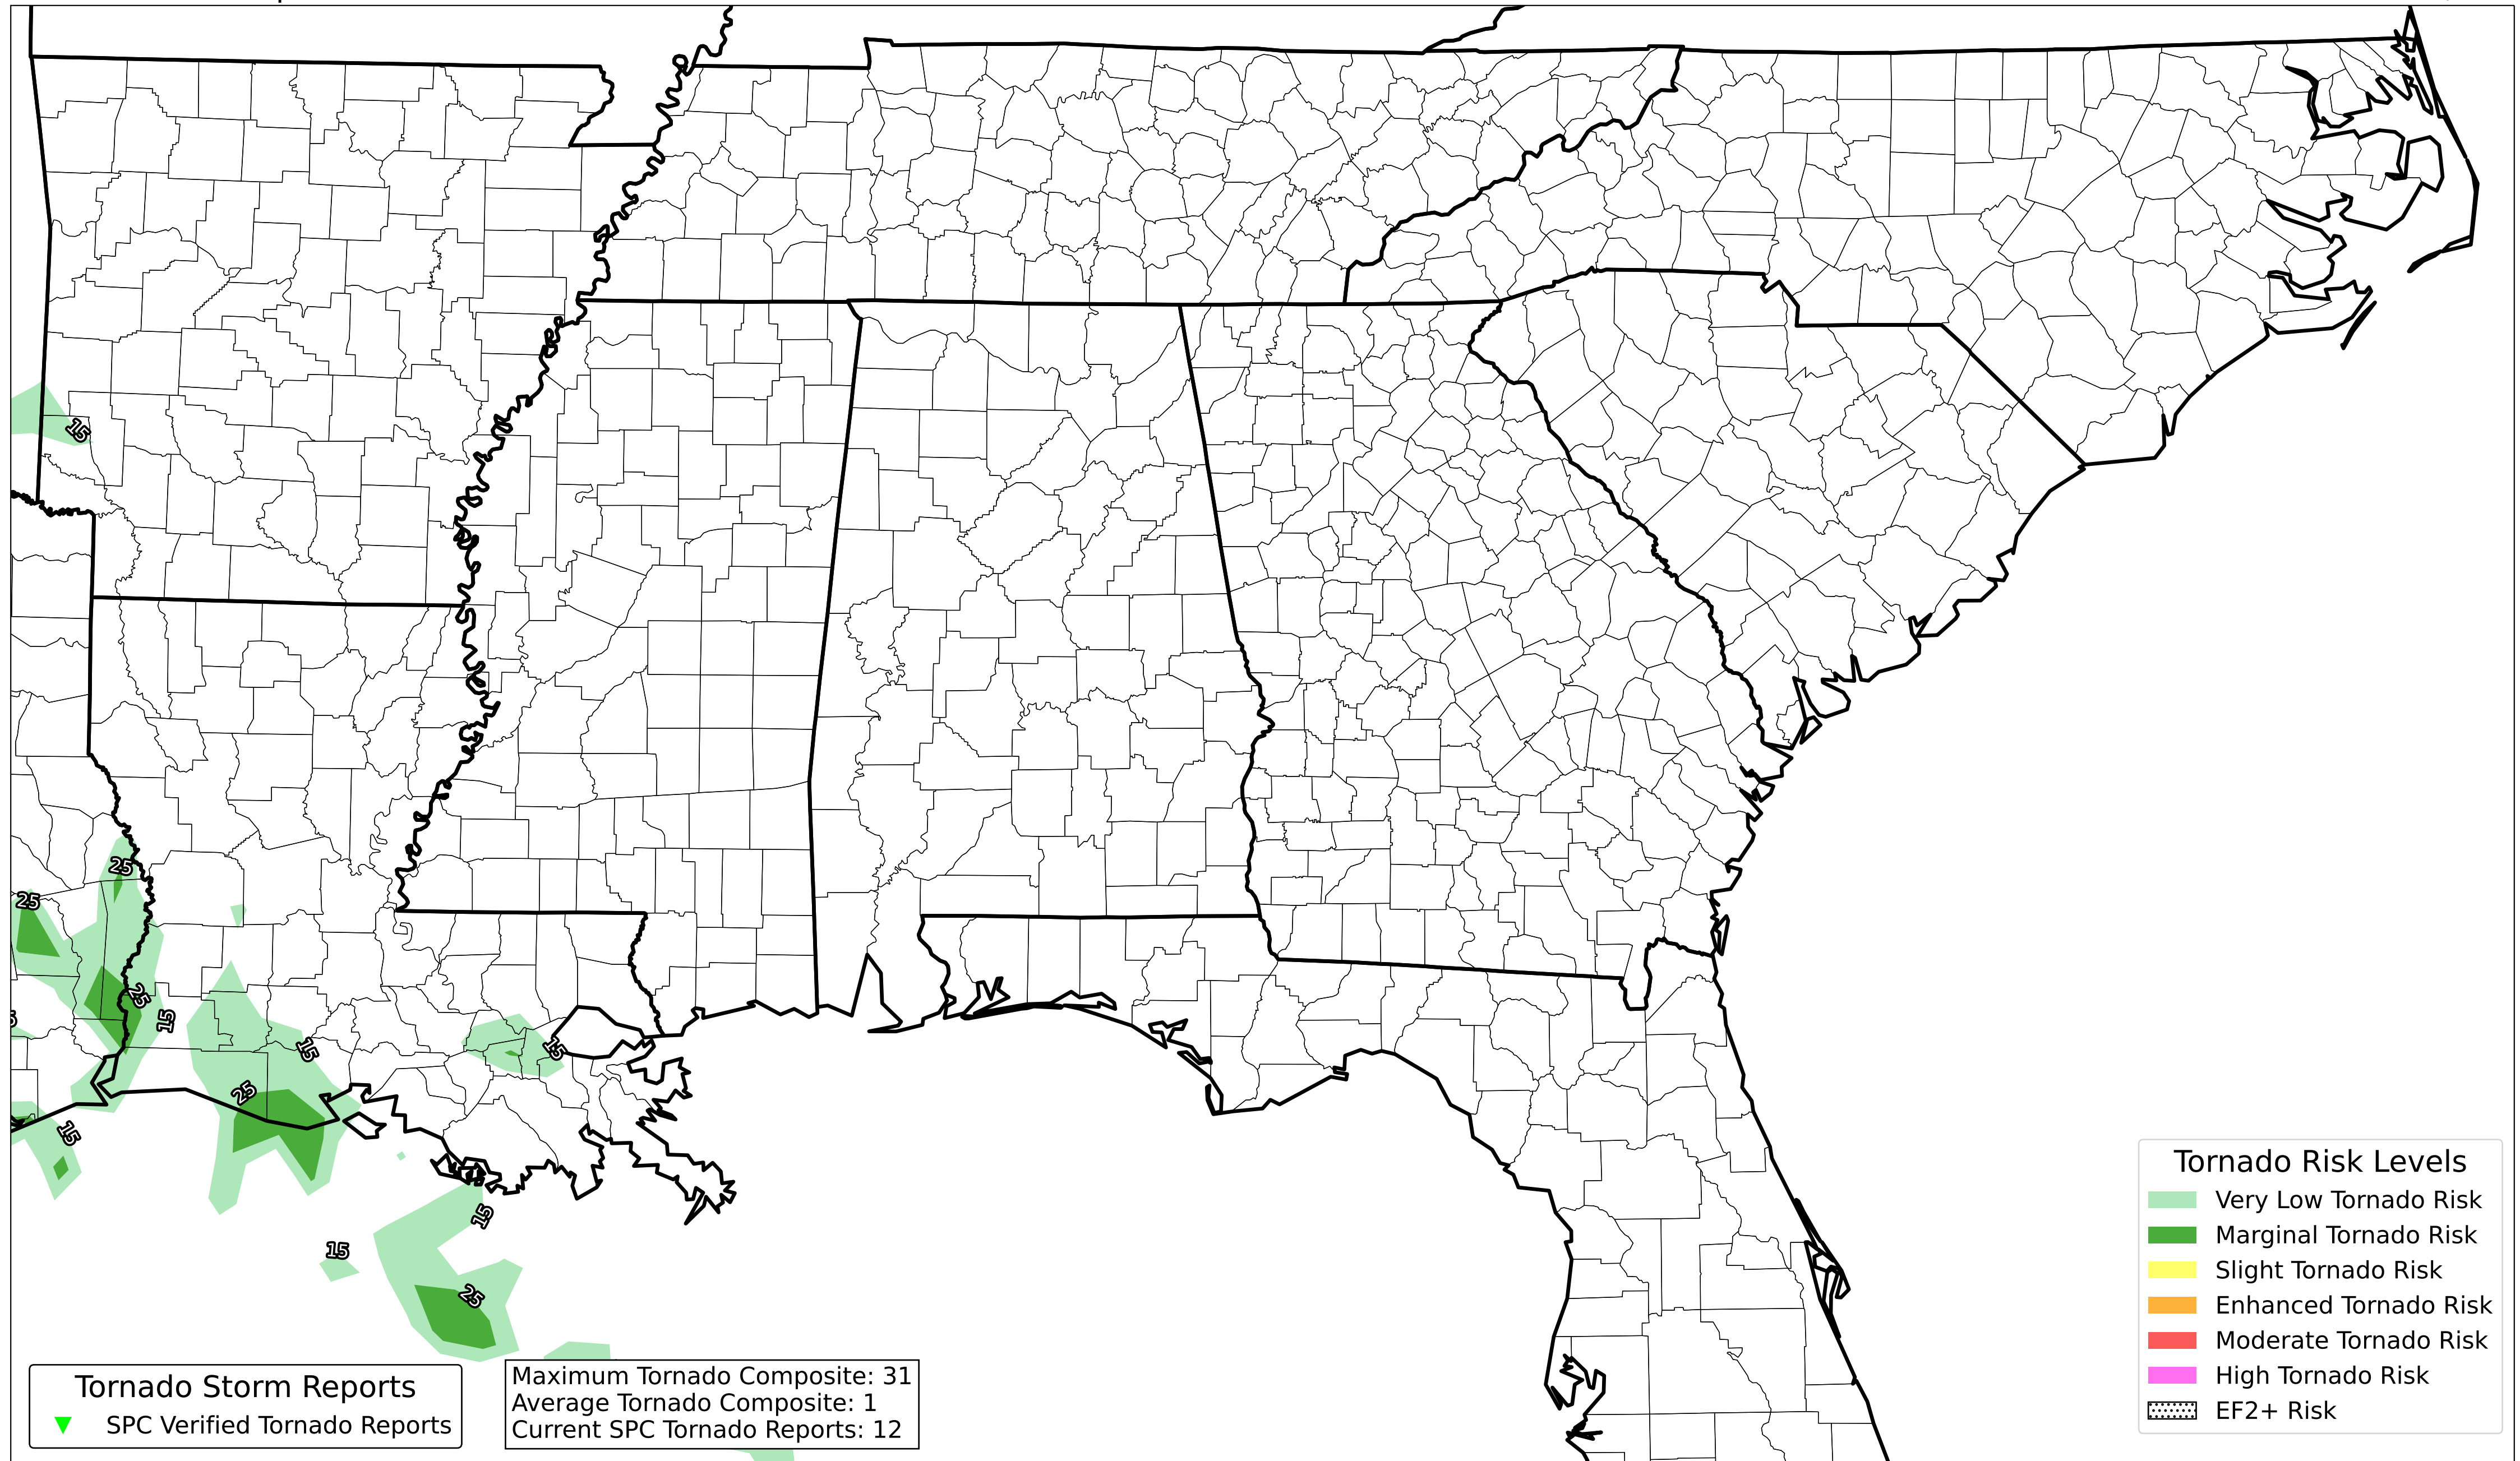 15
25
25
25
15
15
15
25
15
15
15
25
Tornado Risk Levels
Very Low Tornado Risk
Marginal Tornado Risk
Slight Tornado Risk
Enhanced Tornado Risk
Moderate Tornado Risk
High Tornado Risk
EF2+ Risk
Tornado Storm Reports
SPC Verified Tornado Reports
Maximum Tornado Composite: 31
Average Tornado Composite: 1
Current SPC Tornado Reports: 12